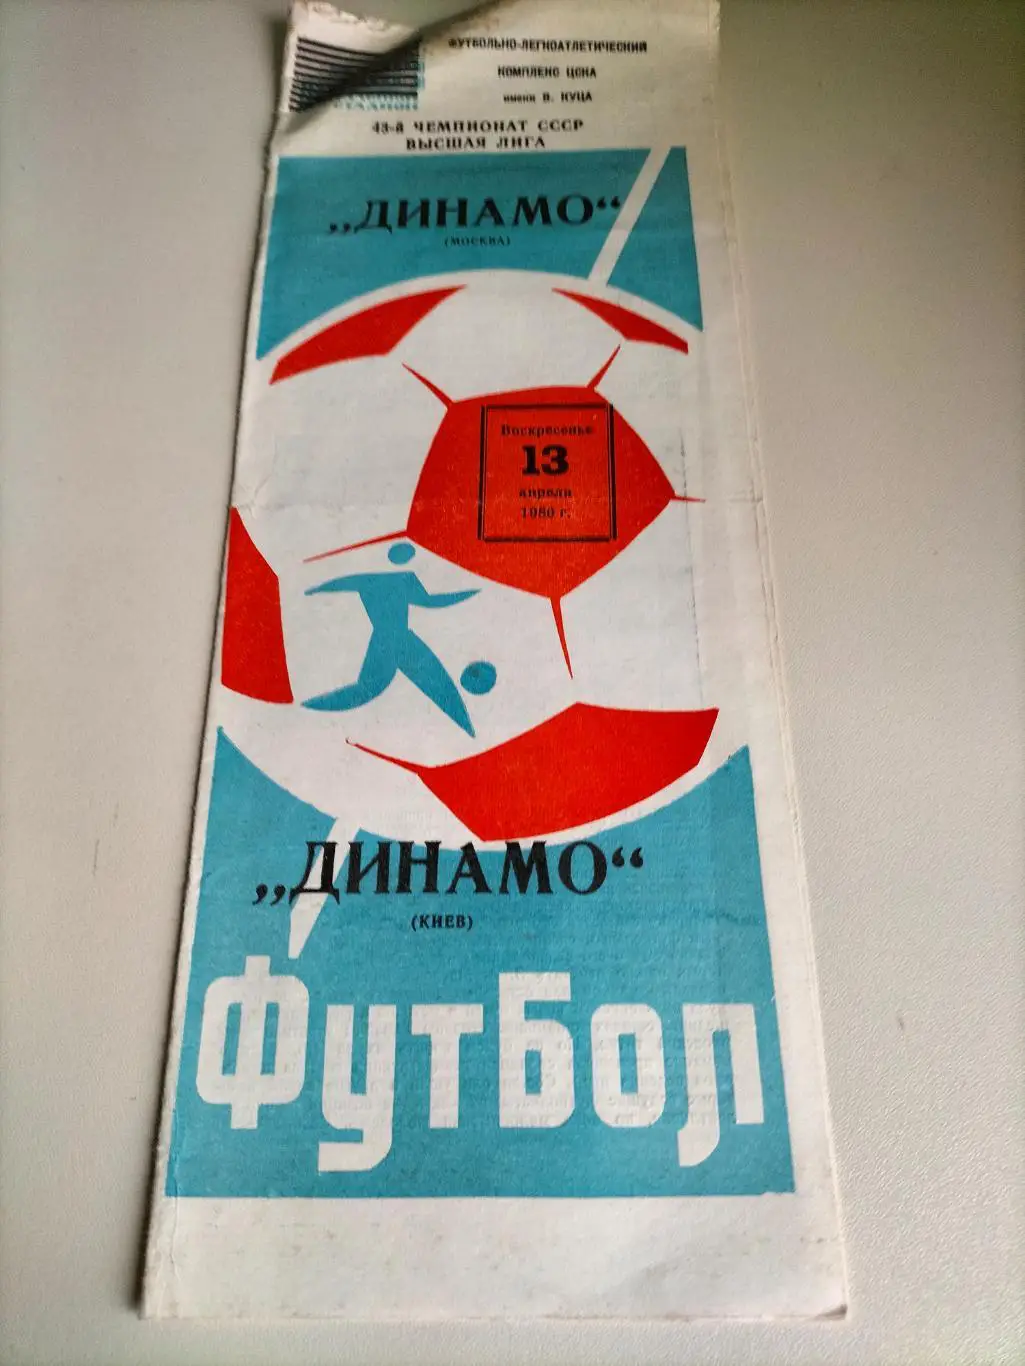 ФУТБОЛЬНО-ЛЕГКОАТЛЕТИЧЕСКИЙ
КОМПЛЕКС ЦСКА
имени В. КУЦА
43-й ЧЕМПИОНАТ СССР
ВЫСШАЯ ЛИГА
„ДИНАМО“
(МОСКВА)
Воскресенье
13
апреля
1980 г.
„ДИНАМО“
(КИЕВ)
Футбол